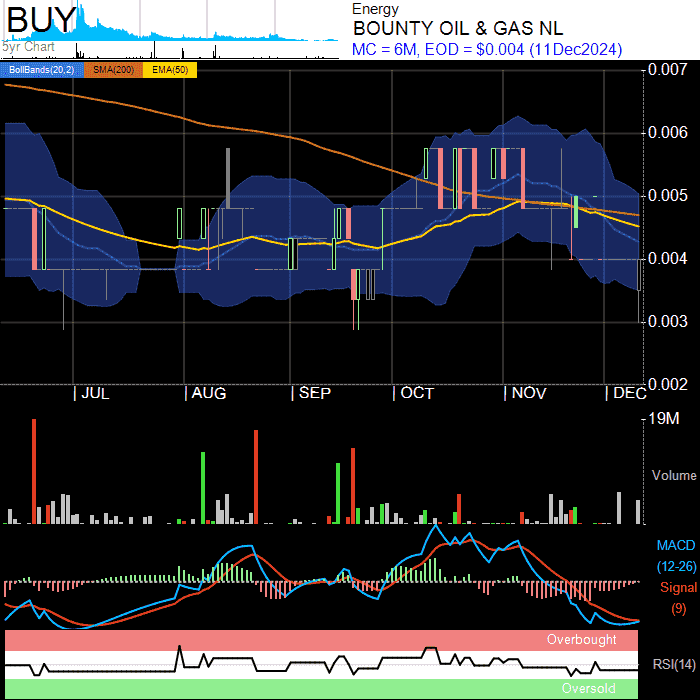 BUY
5yr Chart
Energy
BOUNTY OIL & GAS NL
MC = 6M, EOD = $0.004 (11Dec2024)
BollBands(20,2) SMA(200) EMA(50)
0.007
0.006
0.005
0.004
0.003
0.002
JUL AUG SEP OCT NOV DEC
19M
Volume
MACD
(12-26)
Signal
(9)
Overbought
RSI(14)
Oversold